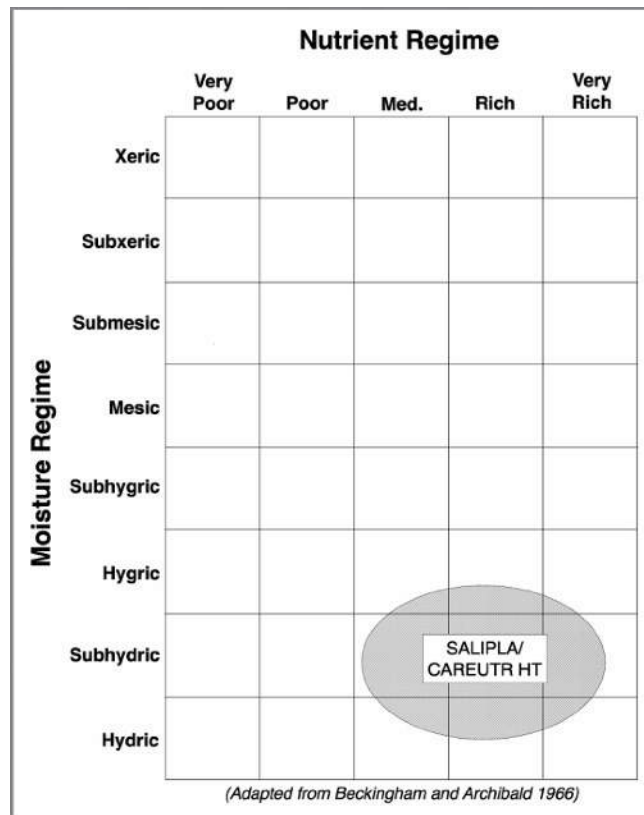 Nutrient Regime
Very Poor
Poor
Med.
Rich
Very Rich
Moisture Regime
Xeric
Subxeric
Submesic
Mesic
Subhygric
Hygric
Subhydric
Hydric
SALIPLA/
CAREUTR HT
(Adapted from Beckingham and Archibald 1966)